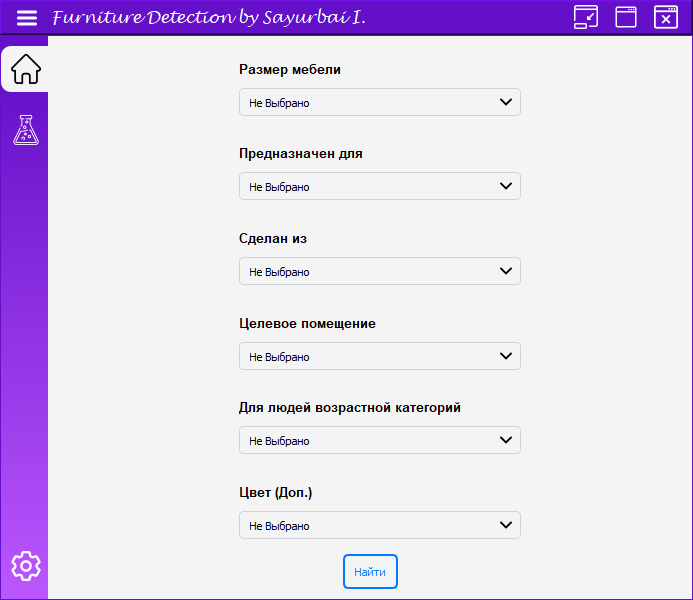 Furniture Detection by Sayurbai I.
Размер мебели
Не Выбрано
Предназначен для
Не Выбрано
Сделан из
Не Выбрано
Целевое помещение
Не Выбрано
Для людей возрастной категорий
Не Выбрано
Цвет (Доп.)
Не Выбрано
Найти